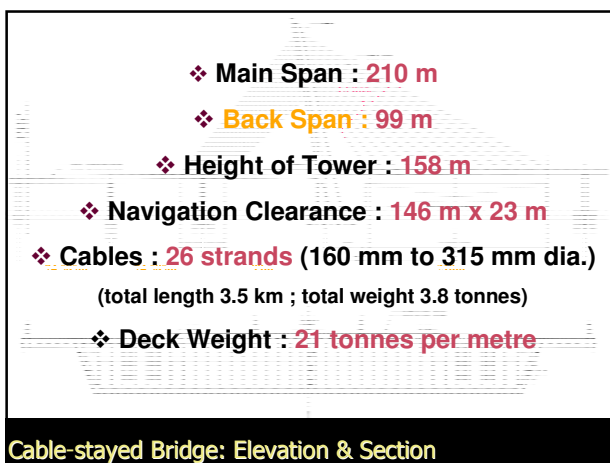 ❖ Main Span : 210 m
❖ Back Span : 99 m
❖ Height of Tower : 158 m
❖ Navigation Clearance : 146 m x 23 m
❖ Cables : 26 strands (160 mm to 315 mm dia.)
(total length 3.5 km ; total weight 3.8 tonnes)
❖ Deck Weight : 21 tonnes per metre
Cable-stayed Bridge: Elevation & Section